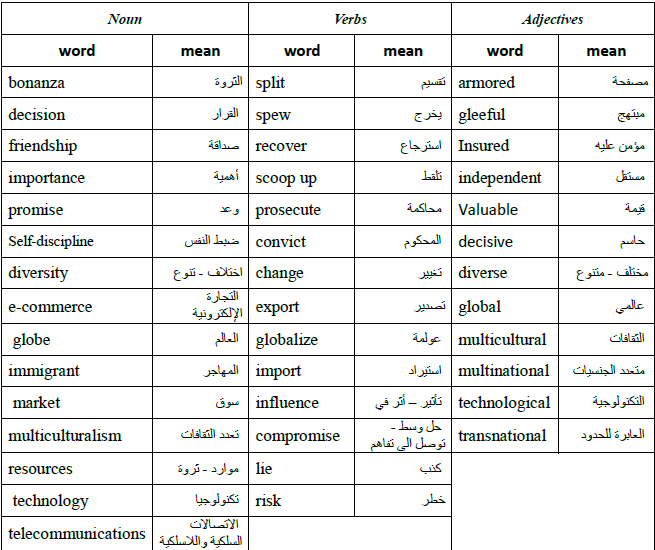 Noun Verbs Adjectives
word mean word mean word mean
bonanza الثروة split تقسيم armored مصفحة
decision القرار spew يخرج gleeful مبتهج
friendship صداقة recover استرجاع Insured مؤمن عليه
importance أهمية scoop up تلقط independent مستقل
promise وعد prosecute محاكمة Valuable قيمة
Self-discipline ضبط النفس convict المحكوم decisive حاسم
diversity اختلاف - تنوع change تغيير diverse مختلف - متنوع
e-commerce التجارة الإلكترونية export تصدير global عالمي
globe العالم globalize عولمة multicultural الثقافات
immigrant المهاجر import استيراد multinational متعدد الجنسيات
market سوق influence تأثير – أثر في technological التكنولوجية
multiculturalism تعدد الثقافات compromise حل وسط - توصل الى تفاهم transnational العابرة للحدود
resources موارد - ثروة lie كذب
technology تكنولوجيا risk خطر
telecommunications الاتصالات السلكية واللاسلكية